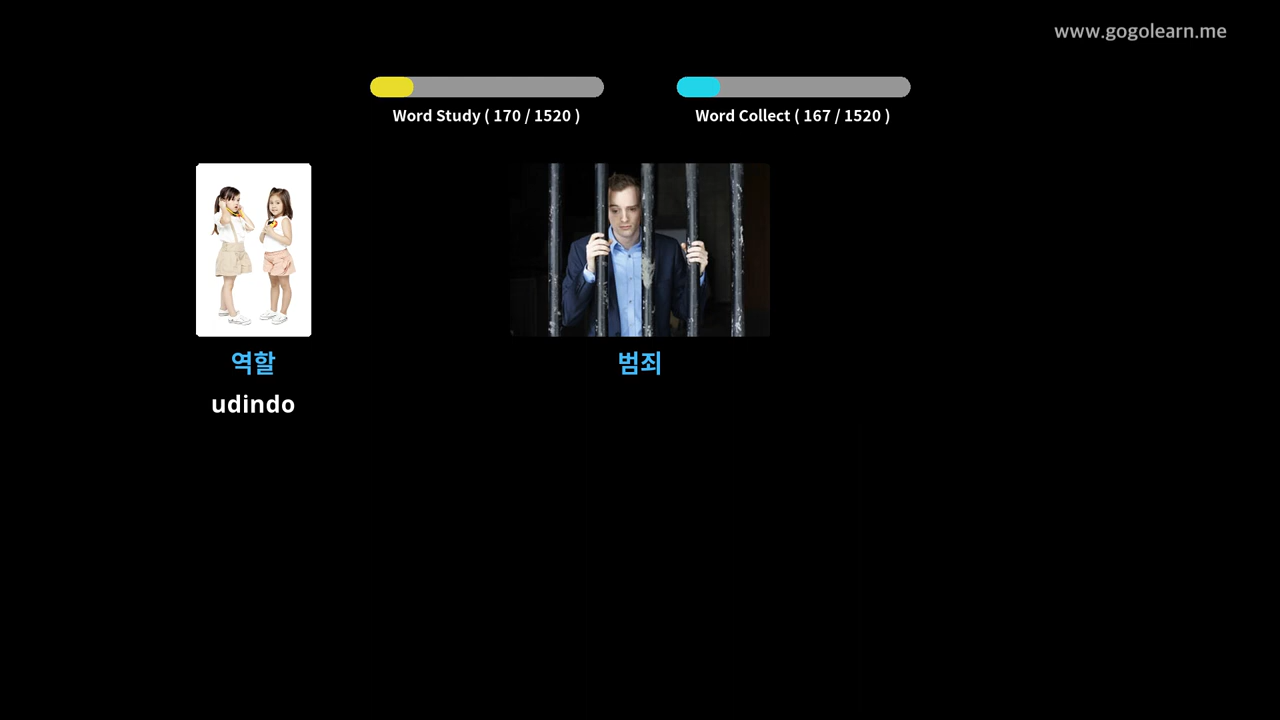 www.gogolearn.me
Word Study ( 170 / 1520 )
Word Collect ( 167 / 1520 )
역할
범죄
udindo